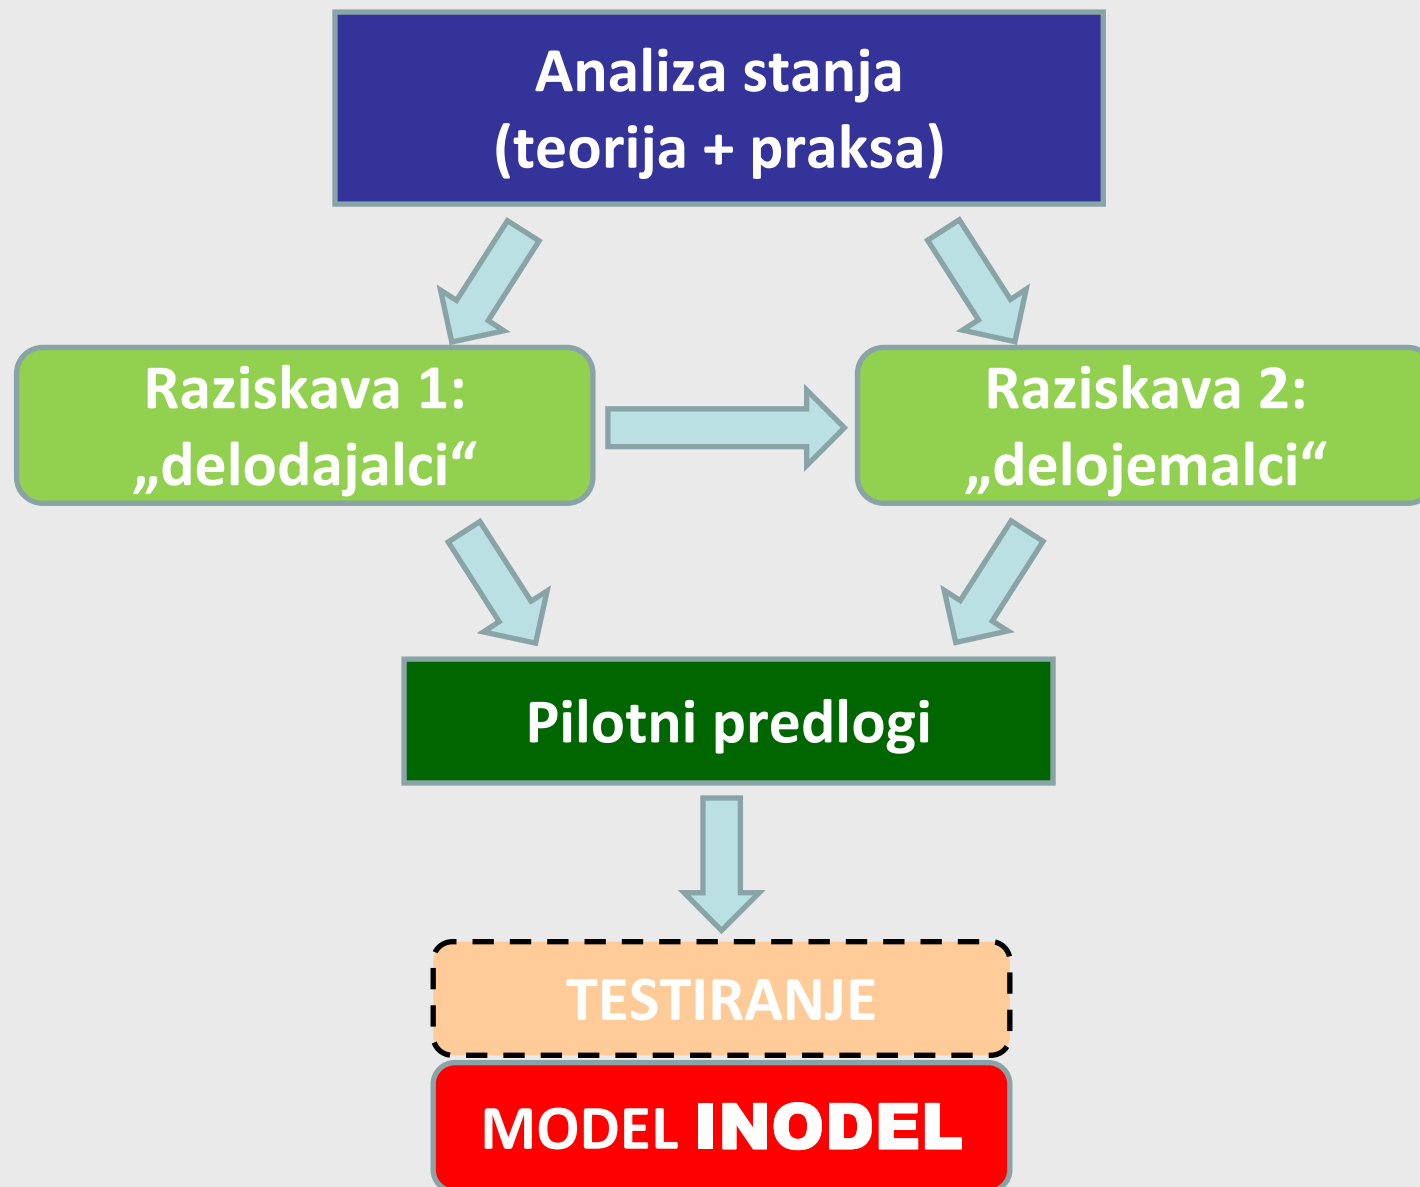 Analiza stanja
(teorija + praksa)
Raziskava 1:
„delodajalci“
Raziskava 2:
„delojemalci“
Pilotni predlogi
TESTIRANJE
MODEL INODEL